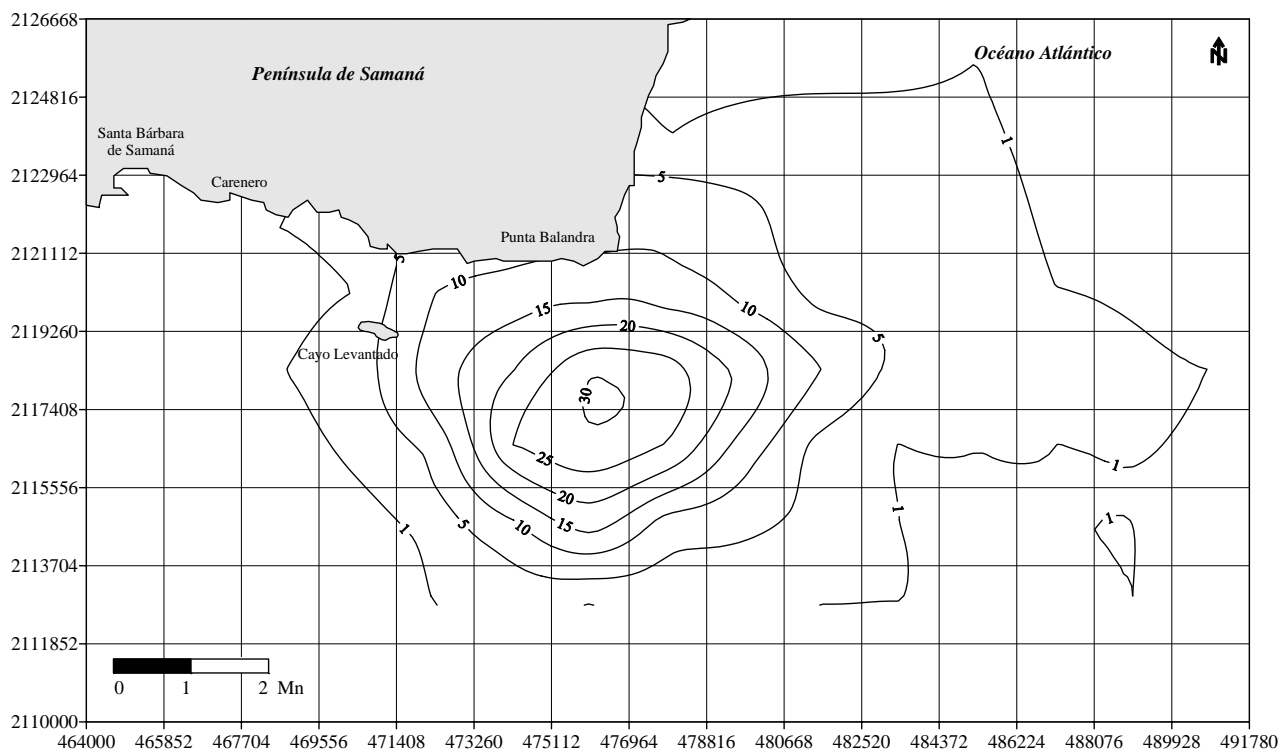 2126668
Océano Atlántico
N
Península de Samaná
2124816
Santa Bárbara
de Samaná
1
2122964
5
Carenero
Punta Balandra
2121112
5
10
15
10
20
5
2119260
Cayo Levantado
30
2117408
25
1
2115556
20
1
1
5
10
15
1
2113704
2111852
0 1 2 Mn
2110000
464000 465852 467704 469556 471408 473260 475112 476964 478816 480668 482520 484372 486224 488076 489928 491780